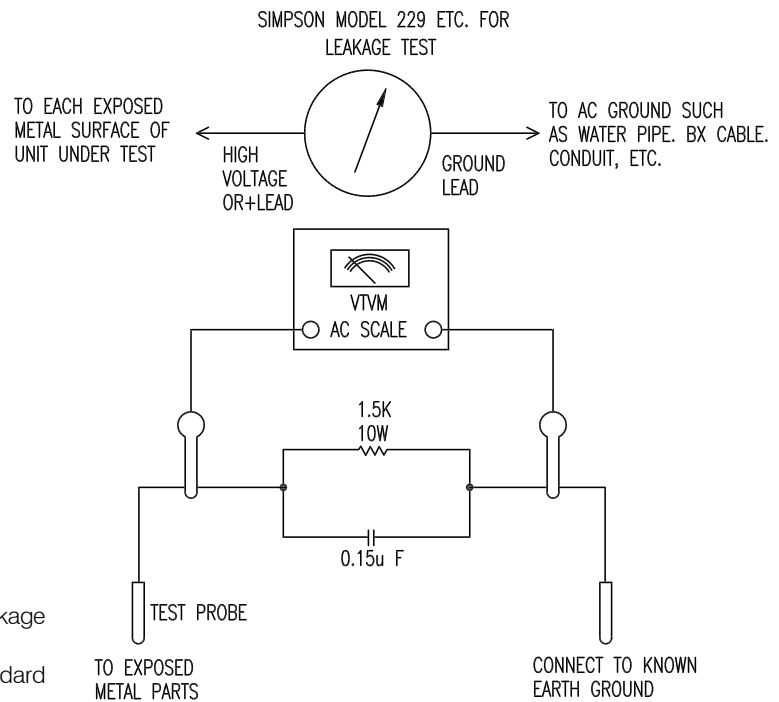 SIMPSON MODEL 229 ETC. FOR
LEAKAGE TEST
TO EACH EXPOSED
METAL SURFACE OF
UNIT UNDER TEST
HIGH
VOLTAGE
OR+LEAD
GROUND
LEAD
TO AC GROUND SUCH
AS WATER PIPE. BX CABLE.
CONDUIT, ETC.
VTVM
AC SCALE
1.5K
10W
0.15u F
TEST PROBE
TO EXPOSED
METAL PARTS
CONNECT TO KNOWN
EARTH GROUND
kage
dard